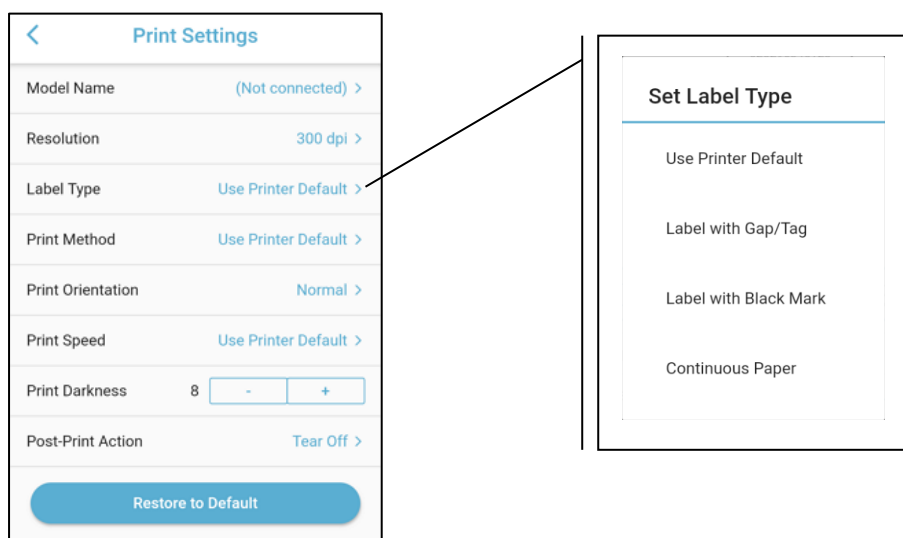 Print Settings
Model Name (Not connected) >
Resolution 300 dpi >
Label Type Use Printer Default >
Print Method Use Printer Default >
Print Orientation Normal >
Print Speed Use Printer Default >
Print Darkness 8 - +
Post-Print Action Tear Off >
Restore to Default
Set Label Type
Use Printer Default
Label with Gap/Tag
Label with Black Mark
Continuous Paper